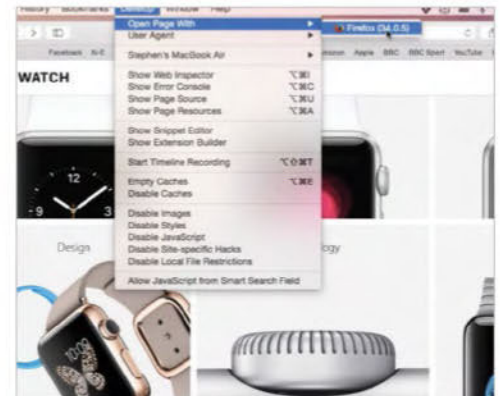 History Bookmarks Develop Window Help
Open Page With
Firefox (34.0.5)
User Agent
Stephen's MacBook Air
Facebook
Amazon Apple BBC BBC Sport YouTube
WATCH
Show Web Inspector ⌥⌘I
Show Error Console ⌥⌘C
Show Page Source ⌥⌘U
Show Page Resources ⌥⌘A
Show Snippet Editor
Show Extension Builder
Start Timeline Recording ⌥⇧⌘T
Empty Caches ⌥⌘E
Disable Caches
Disable Images
Disable Styles
Disable JavaScript
Disable Site-specific Hacks
Disable Local File Restrictions
Allow JavaScript from Smart Search Field
12
9 3
Design
ogy
10:09